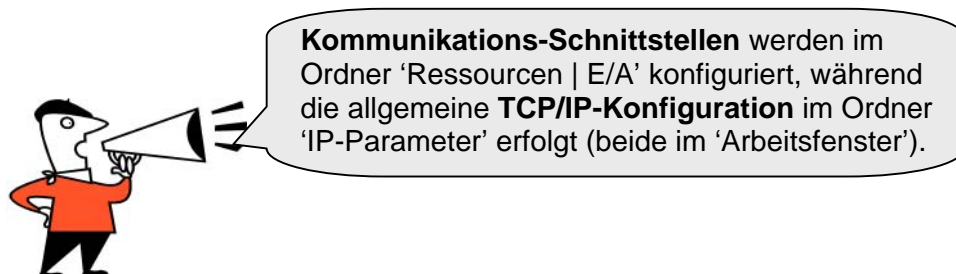 Kommunikations-Schnittstellen werden im
Ordner ‘Ressourcen | E/A’ konfiguriert, während
die allgemeine TCP/IP-Konfiguration im Ordner
‘IP-Parameter’ erfolgt (beide im ‘Arbeitsfenster’).